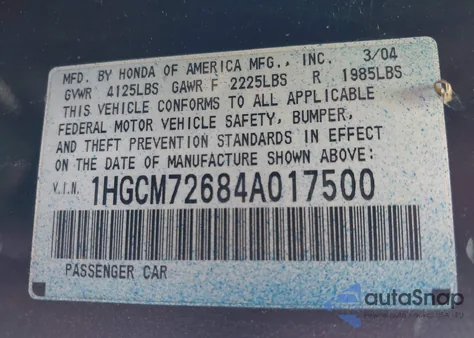 MFD. BY HONDA OF AMERICA MFG., INC. 3/04
GVWR 4125LBS GAWR F 2225LBS R 1985LBS
THIS VEHICLE CONFORMS TO ALL APPLICABLE
FEDERAL MOTOR VEHICLE SAFETY, BUMPER,
AND THEFT PREVENTION STANDARDS IN EFFECT
ON THE DATE OF MANUFACTURE SHOWN ABOVE:
V.I.N. 1HGCM72684A017500
PASSENGER CAR
autoSnap